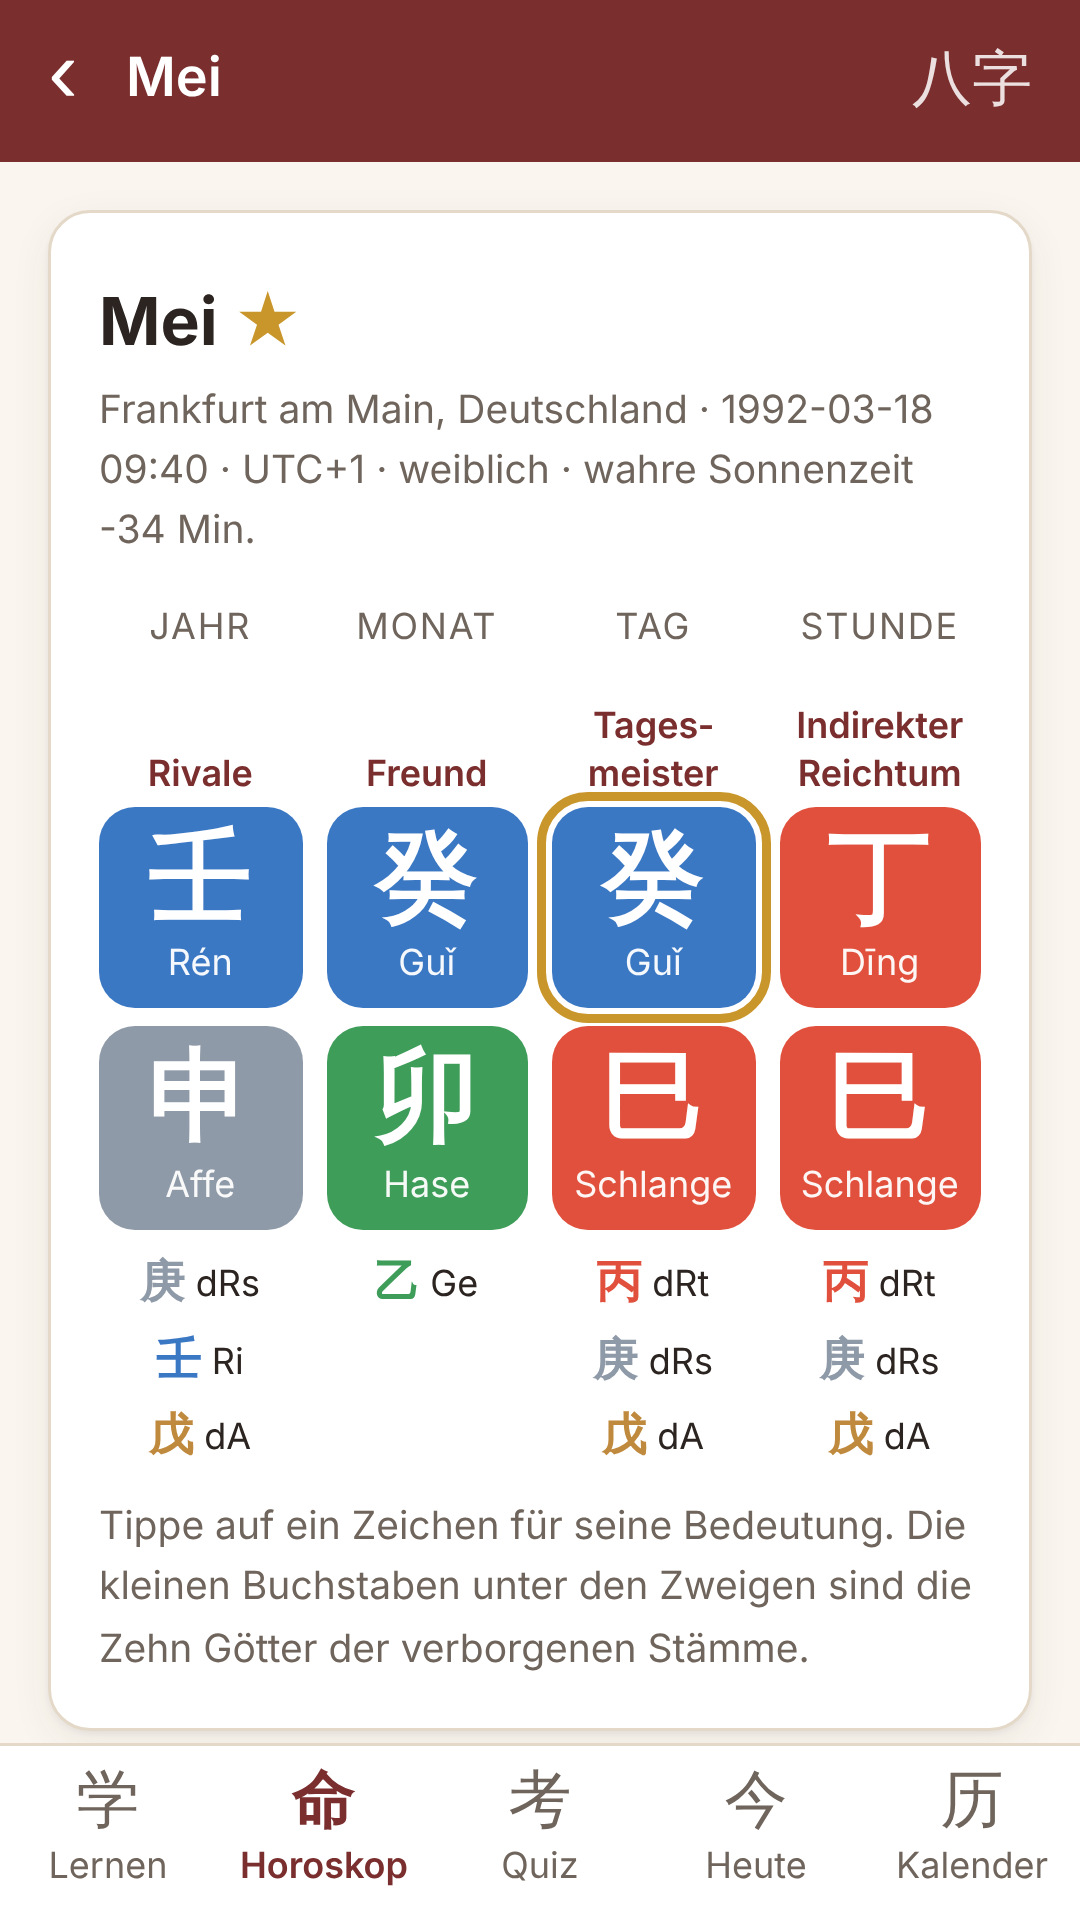 Mei
八字
Mei ★
Frankfurt am Main, Deutschland · 1992-03-18
09:40 · UTC+1 · weiblich · wahre Sonnenzeit
-34 Min.
JAHR MONAT TAG STUNDE
Rivale Freund Tages-meister Indirekter Reichtum
壬 癸 癸 丁
Rén Guǐ Guǐ Dīng
申 卯 巳 巳
Affe Hase Schlange Schlange
庚 dRs 乙 Ge 丙 dRt 丙 dRt
壬 Ri 庚 dRs 庚 dRs
戊 dA 戊 dA 戊 dA
Tippe auf ein Zeichen für seine Bedeutung. Die
kleinen Buchstaben unter den Zweigen sind die
Zehn Götter der verborgenen Stämme.
学 命 考 今 历
Lernen Horoskop Quiz Heute Kalender